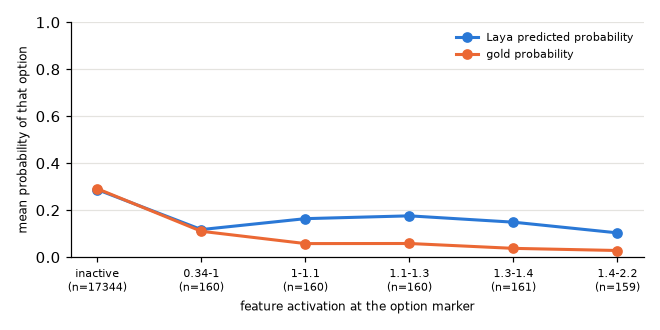 mean probability of that option
1.0
0.8
0.6
0.4
0.2
0.0
Laya predicted probability
gold probability
inactive (n=17344)
0.34-1 (n=160)
1-1.1 (n=160)
1.1-1.3 (n=160)
1.3-1.4 (n=161)
1.4-2.2 (n=159)
feature activation at the option marker